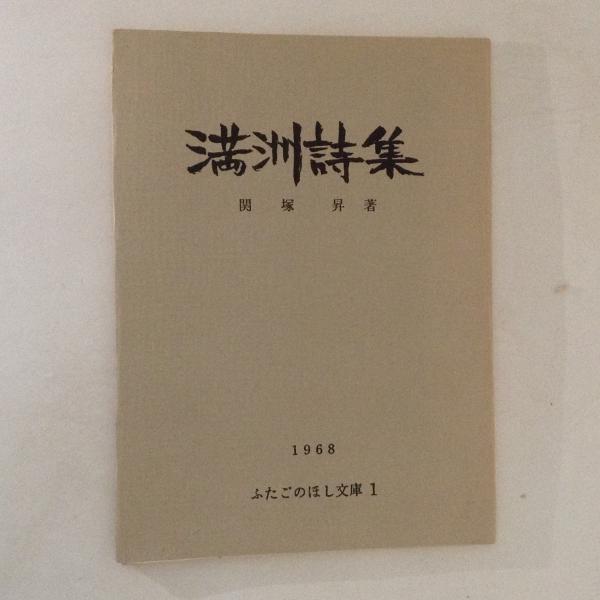 満洲詩集
関塚 昇 著
1968
ふたごのほし文庫 1